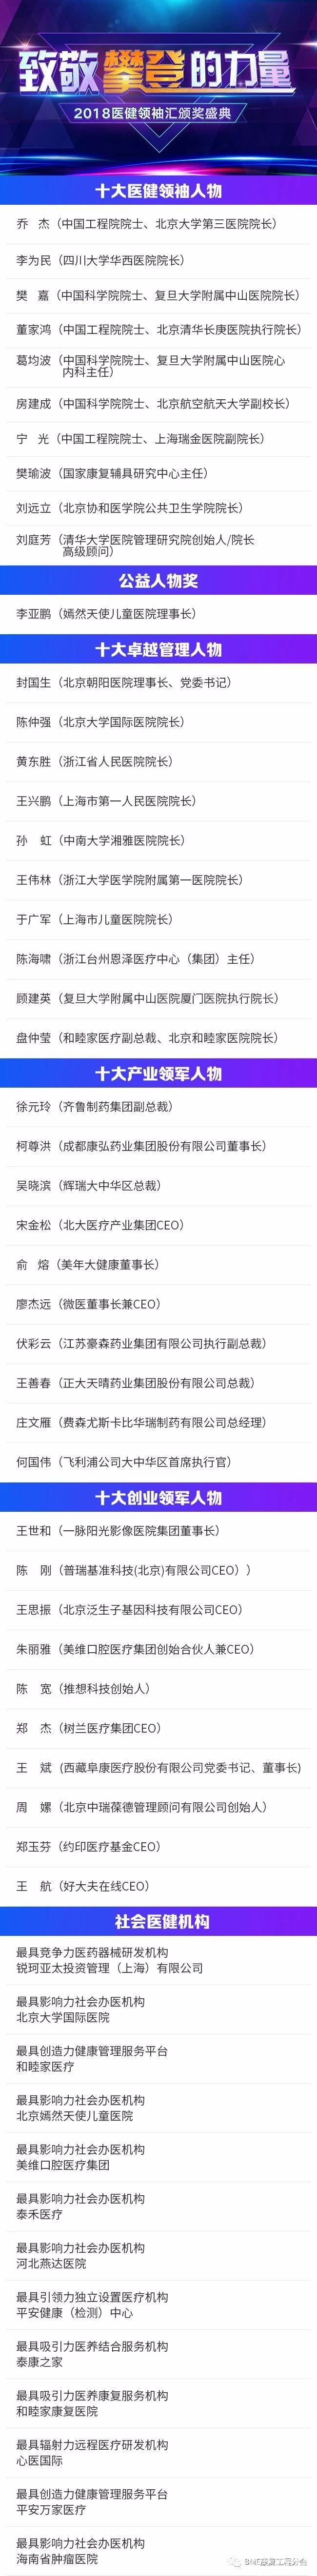 致敬攀登的力量
2018医健领袖汇颁奖盛典
十大医健领袖人物
乔 杰（中国工程院院士、北京大学第三医院院长）
李为民（四川大学华西医院院长）
樊 嘉（中国科学院院士、复旦大学附属中山医院院长）
董家鸿（中国工程院院士、北京清华长庚医院执行院长）
葛均波（中国科学院院士、复旦大学附属中山医院心
内科主任）
房建成（中国科学院院士、北京航空航天大学副校长）
宁 光（中国工程院院士、上海瑞金医院副院长）
樊瑜波（国家康复辅具研究中心主任）
刘远立（北京协和医学院公共卫生学院院长）
刘庭芳（清华大学医院管理研究院创始人/院长
高级顾问）
公益人物奖
李亚鹏（嫣然天使儿童医院理事长）
十大卓越管理人物
封国生（北京朝阳医院理事长、党委书记）
陈仲强（北京大学国际医院院长）
黄东胜（浙江省人民医院院长）
王兴鹏（上海市第一人民医院院长）
孙 虹（中南大学湘雅医院院长）
王伟林（浙江大学医学院附属第一医院院长）
于广军（上海市儿童医院院长）
陈海啸（浙江台州恩泽医疗中心（集团）主任）
顾建英（复旦大学附属中山医院厦门医院执行院长）
盘仲莹（和睦家医疗副总裁、北京和睦家医院院长）
十大产业领军人物
徐元玲（齐鲁制药集团副总裁）
柯尊洪（成都康弘药业集团股份有限公司董事长）
吴晓滨（辉瑞大中华区总裁）
宋金松（北大医疗产业集团CEO）
俞 熔（美年大健康董事长）
廖杰远（微医董事长兼CEO）
伏彩云（江苏豪森药业集团有限公司执行副总裁）
王善春（正大天晴药业集团股份有限公司总裁）
庄文雁（费森尤斯卡比华瑞制药有限公司总经理）
何国伟（飞利浦公司大中华区首席执行官）
十大创业领军人物
王世和（一脉阳光影像医院集团董事长）
陈 刚（普瑞基准科技(北京)有限公司CEO））
王思振（北京泛生子基因科技有限公司CEO）
朱丽雅（美维口腔医疗集团创始合伙人兼CEO）
陈 宽（推想科技创始人）
郑 杰（树兰医疗集团CEO）
王 斌（西藏阜康医疗股份有限公司党委书记、董事长)
周 嫘（北京中瑞葆德管理顾问有限公司创始人）
郑玉芬（约印医疗基金CEO）
王 航（好大夫在线CEO）
社会医健机构
最具竞争力医药器械研发机构
锐珂亚太投资管理（上海）有限公司
最具影响力社会办医机构
北京大学国际医院
最具创造力健康管理服务平台
和睦家医疗
最具影响力社会办医机构
北京嫣然天使儿童医院
最具影响力社会办医机构
美维口腔医疗集团
最具影响力社会办医机构
泰禾医疗
最具影响力社会办医机构
河北燕达医院
最具引领力独立设置医疗机构
平安健康（检测）中心
最具吸引力医养结合服务机构
泰康之家
最具吸引力医养康复服务机构
和睦家康复医院
最具辐射力远程医疗研发机构
心医国际
最具创造力健康管理服务平台
平安万家医疗
最具影响力社会办医机构
海南省肿瘤医院
BME康复工程分会